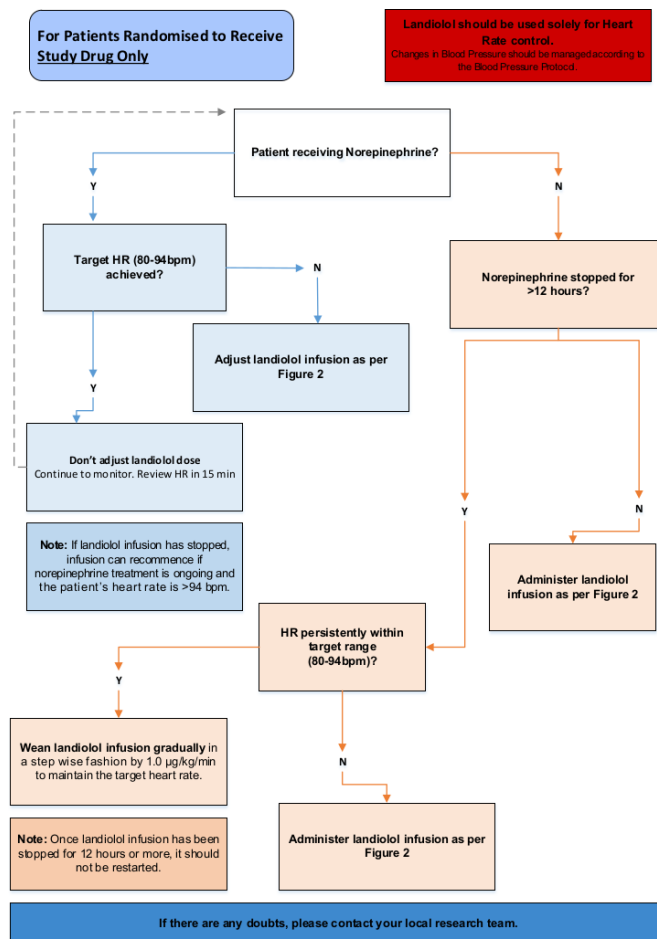 For Patients Randomised to Receive
Study Drug Only
Landiolol should be used solely for Heart
Rate control.
Changes in Blood Pressure should be managed according to
the Blood Pressure Protocol.
Patient receiving Norepinephrine?
Y
N
Target HR (80-94bpm)
achieved?
N
Norepinephrine stopped for
>12 hours?
Adjust landiolol infusion as per
Figure 2
Y
Don't adjust landiolol dose
Continue to monitor. Review HR in 15 min
Y
N
Note: If landiolol infusion has stopped,
infusion can recommence if
norepinephrine treatment is ongoing and
the patient's heart rate is >94 bpm.
Administer landiolol
infusion as per Figure 2
HR persistently within
target range
(80-94bpm)?
Y
Wean landiolol infusion gradually in
a step wise fashion by 1.0 µg/kg/min
to maintain the target heart rate.
N
Note: Once landiolol infusion has been
stopped for 12 hours or more, it should
not be restarted.
Administer landiolol infusion as per
Figure 2
If there are any doubts, please contact your local research team.